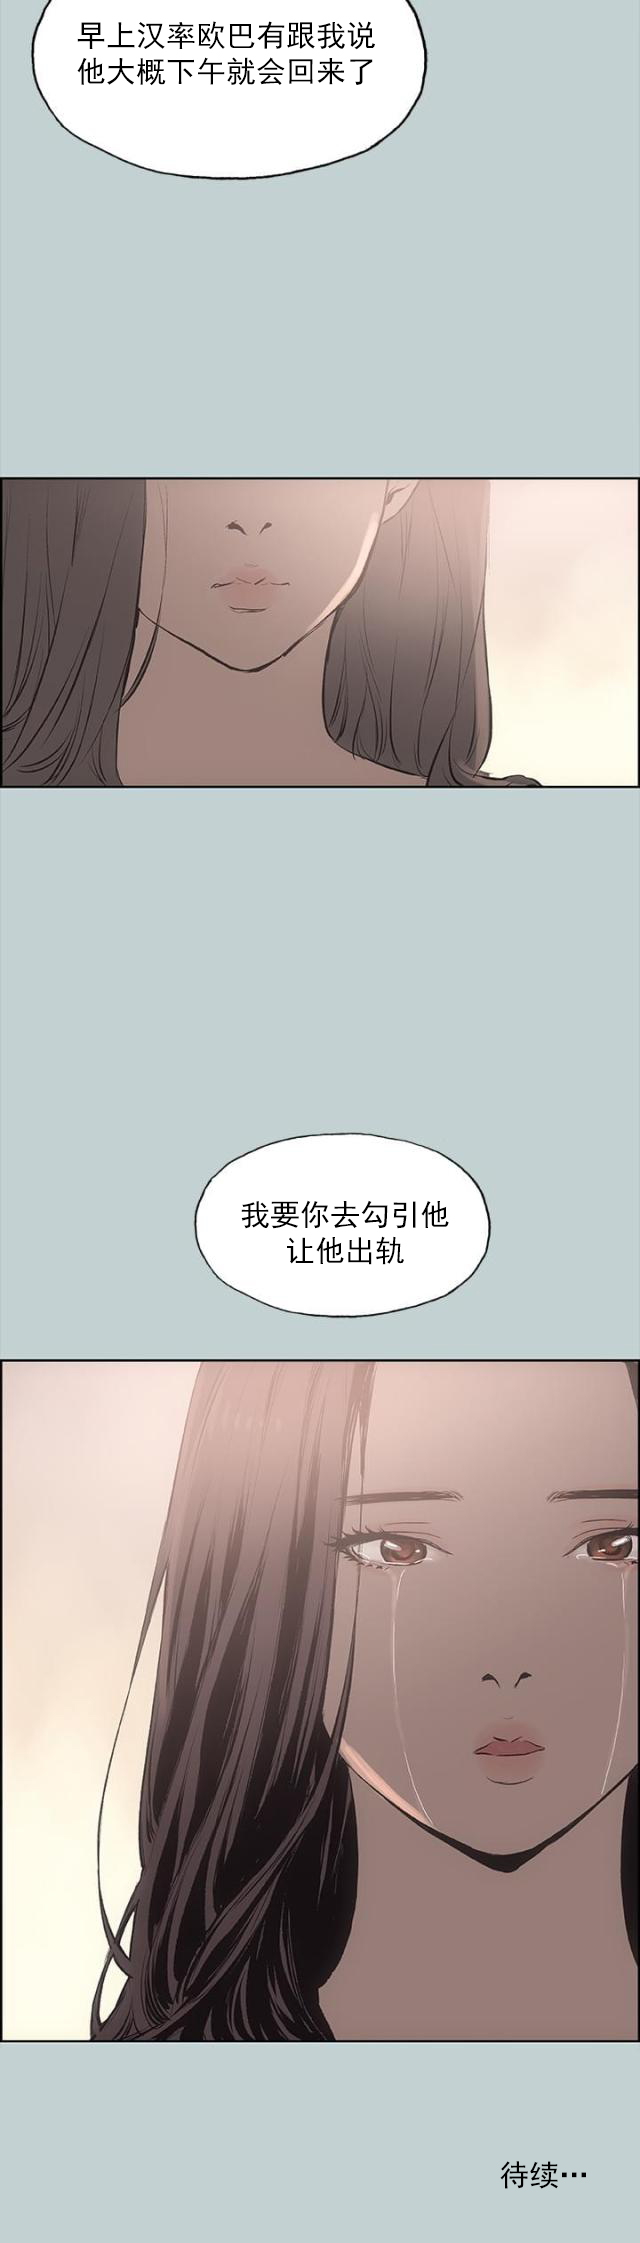 早上汉率欧巴有跟我说
他大概下午就会回来了
我要你去勾引他
让他出轨
待续…